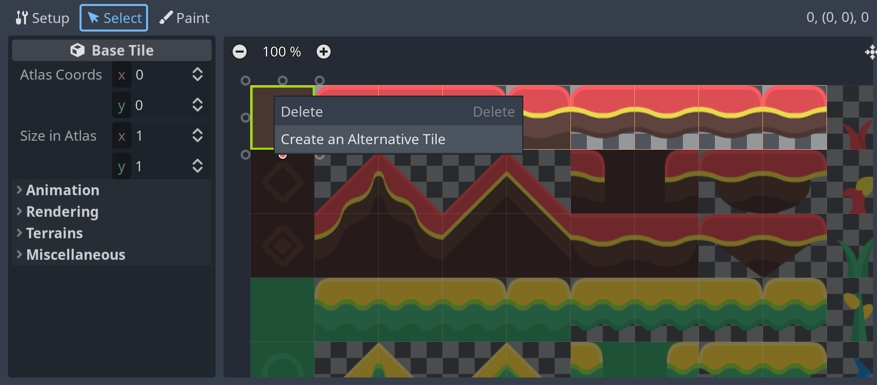 Setup Select Paint 0, (0, 0), 0
Base Tile
100 %
Atlas Coords x 0
y 0
Size in Atlas x 1
y 1
Animation
Rendering
Terrains
Miscellaneous
Delete Delete
Create an Alternative Tile